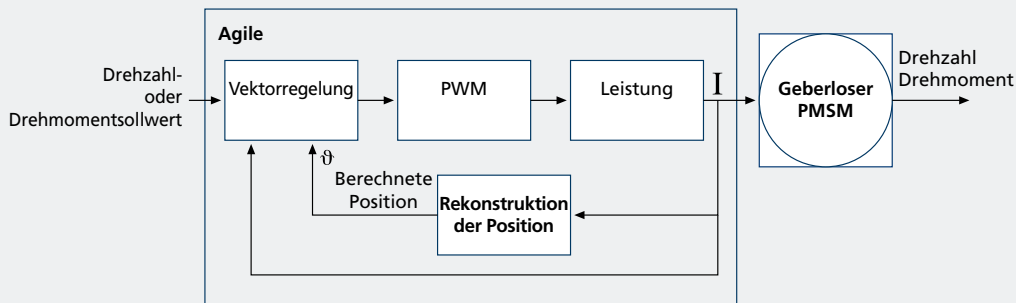 Agile
Drehzahl-
oder
Drehmomentsollwert
Vektorregelung
PWM
Leistung
I
Geberloser
PMSM
Drehzahl
Drehmoment
ϑ
Berechnete
Position
Rekonstruktion
der Position